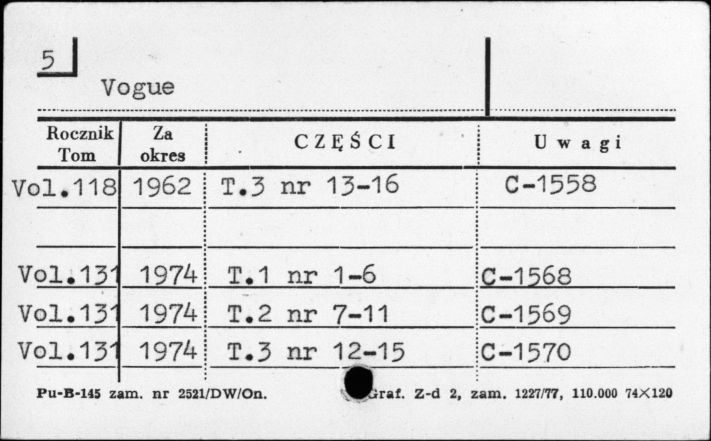 5
Vogue
Rocznik Tom Za okres CZĘŚCI Uwagi
Vol.118 1962 T.3 nr 13-16 C-1558
Vol.131 1974 T.1 nr 1-6 C-1568
Vol.131 1974 T.2 nr 7-11 C-1569
Vol.131 1974 T.3 nr 12-15 C-1570
Pu-B-145 zam. nr 2521/DW/On. Graf. Z-d 2, zam. 1227/77, 110.000 74×120